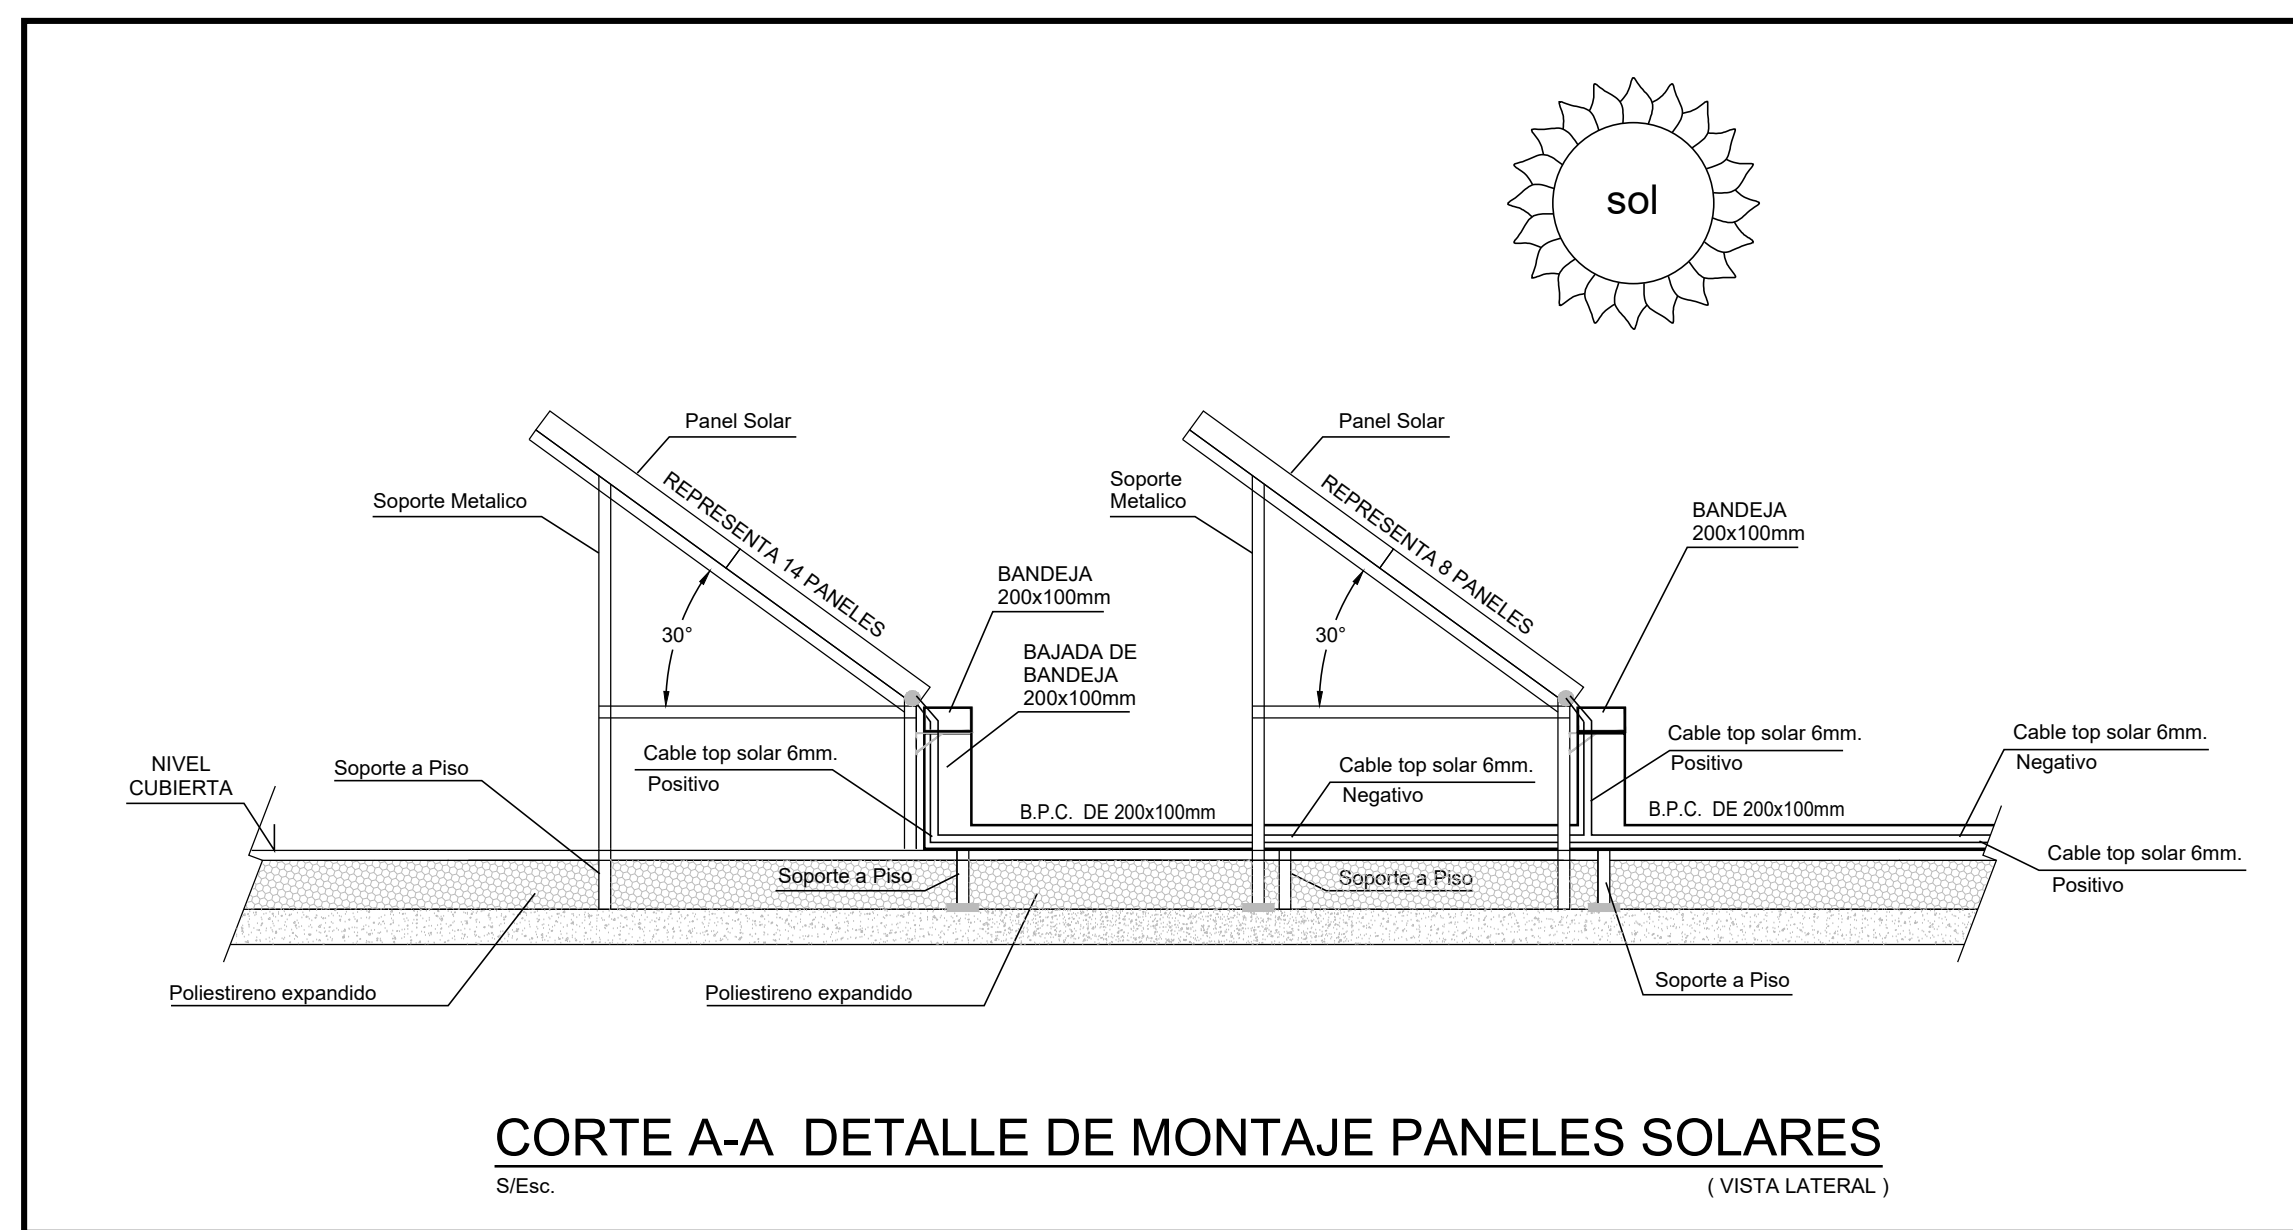 sol
Panel Solar
Panel Solar
Soporte Metalico
REPRESENTA 14 PANELES
Soporte
Metalico
REPRESENTA 8 PANELES
BANDEJA
200x100mm
BANDEJA
200x100mm
30°
30°
BAJADA DE
BANDEJA
200x100mm
NIVEL
CUBIERTA
Soporte a Piso
Cable top solar 6mm.
Positivo
Cable top solar 6mm.
Negativo
Cable top solar 6mm.
Positivo
Cable top solar 6mm.
Negativo
B.P.C. DE 200x100mm
B.P.C. DE 200x100mm
Cable top solar 6mm.
Positivo
Soporte a Piso
Soporte a Piso
Soporte a Piso
Poliestireno expandido
Poliestireno expandido
CORTE A-A DETALLE DE MONTAJE PANELES SOLARES
S/Esc.
( VISTA LATERAL )